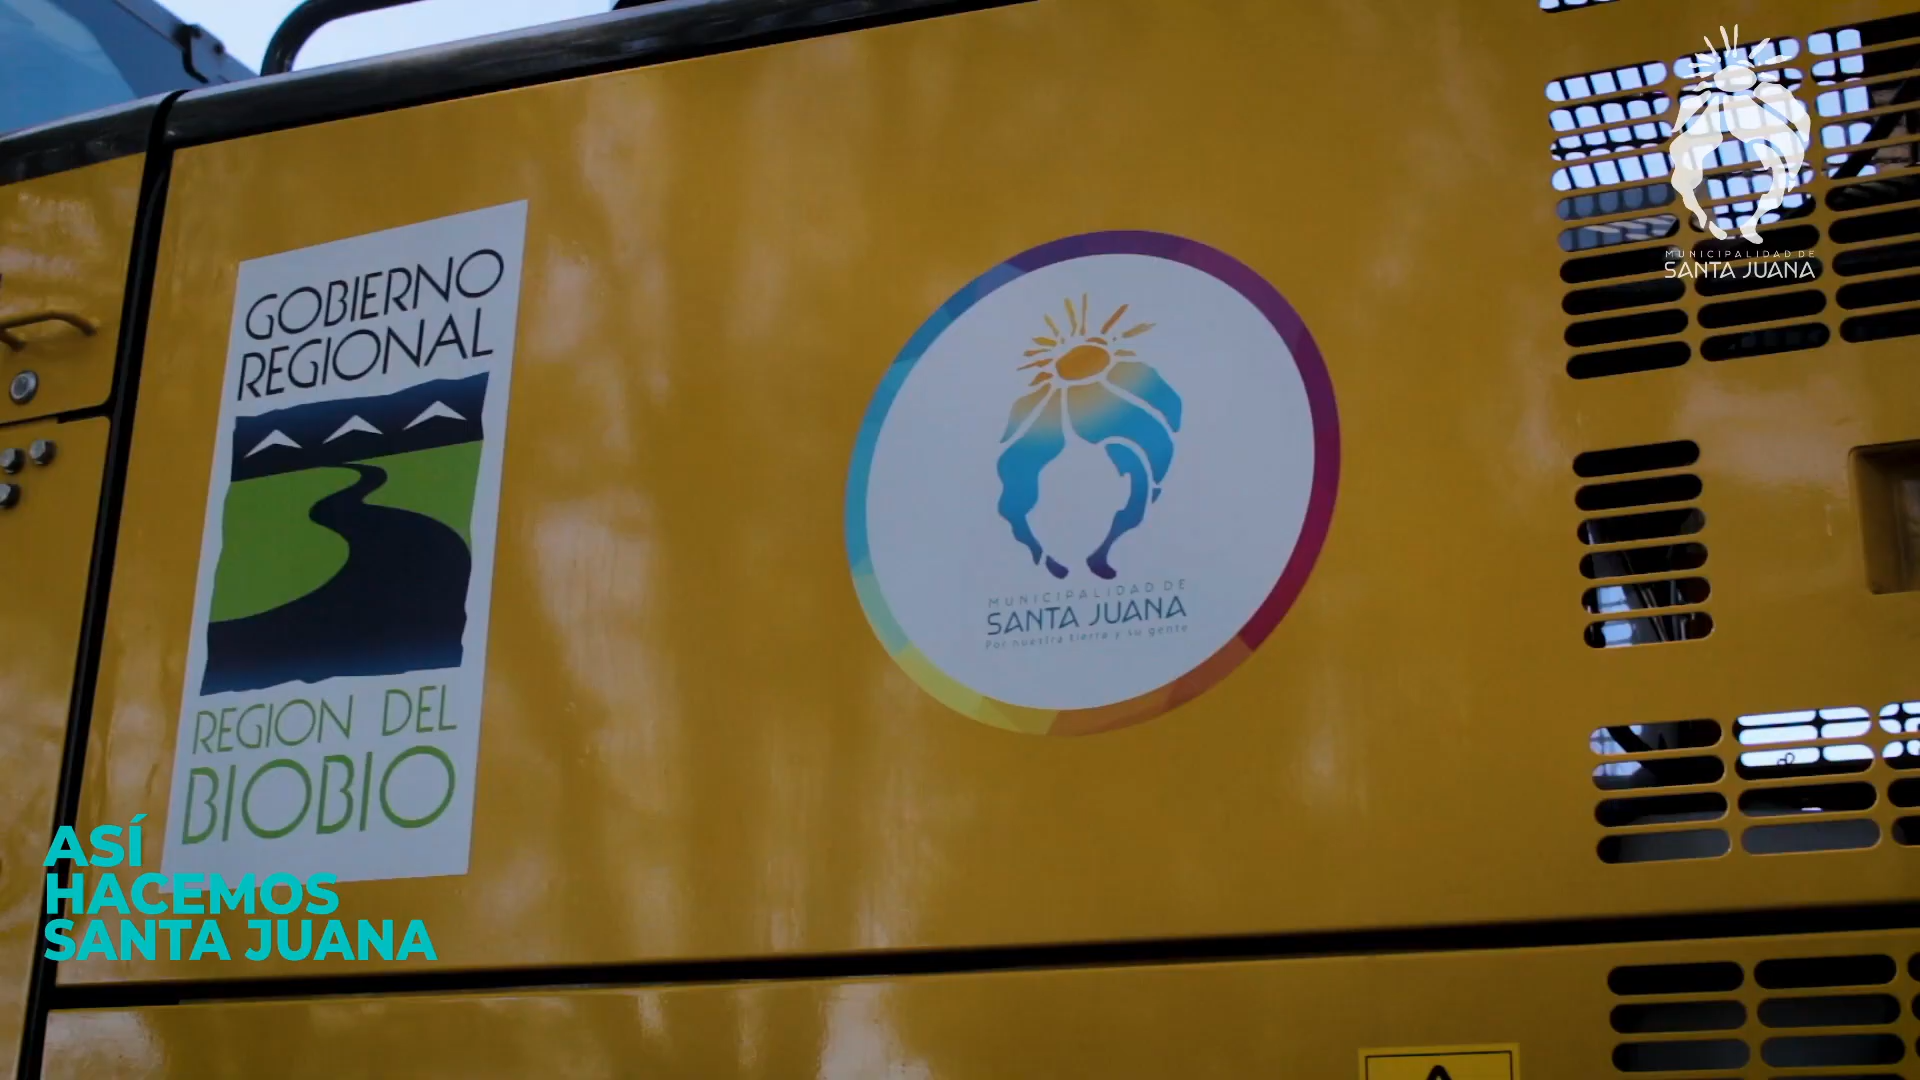 GOBIERNO
REGIONAL
REGION DEL
BIOBIO
MUNICIPALIDAD DE
SANTA JUANA
Por nuestra tierra y su gente
MUNICIPALIDAD DE
SANTA JUANA
ASÍ
HACEMOS
SANTA JUANA